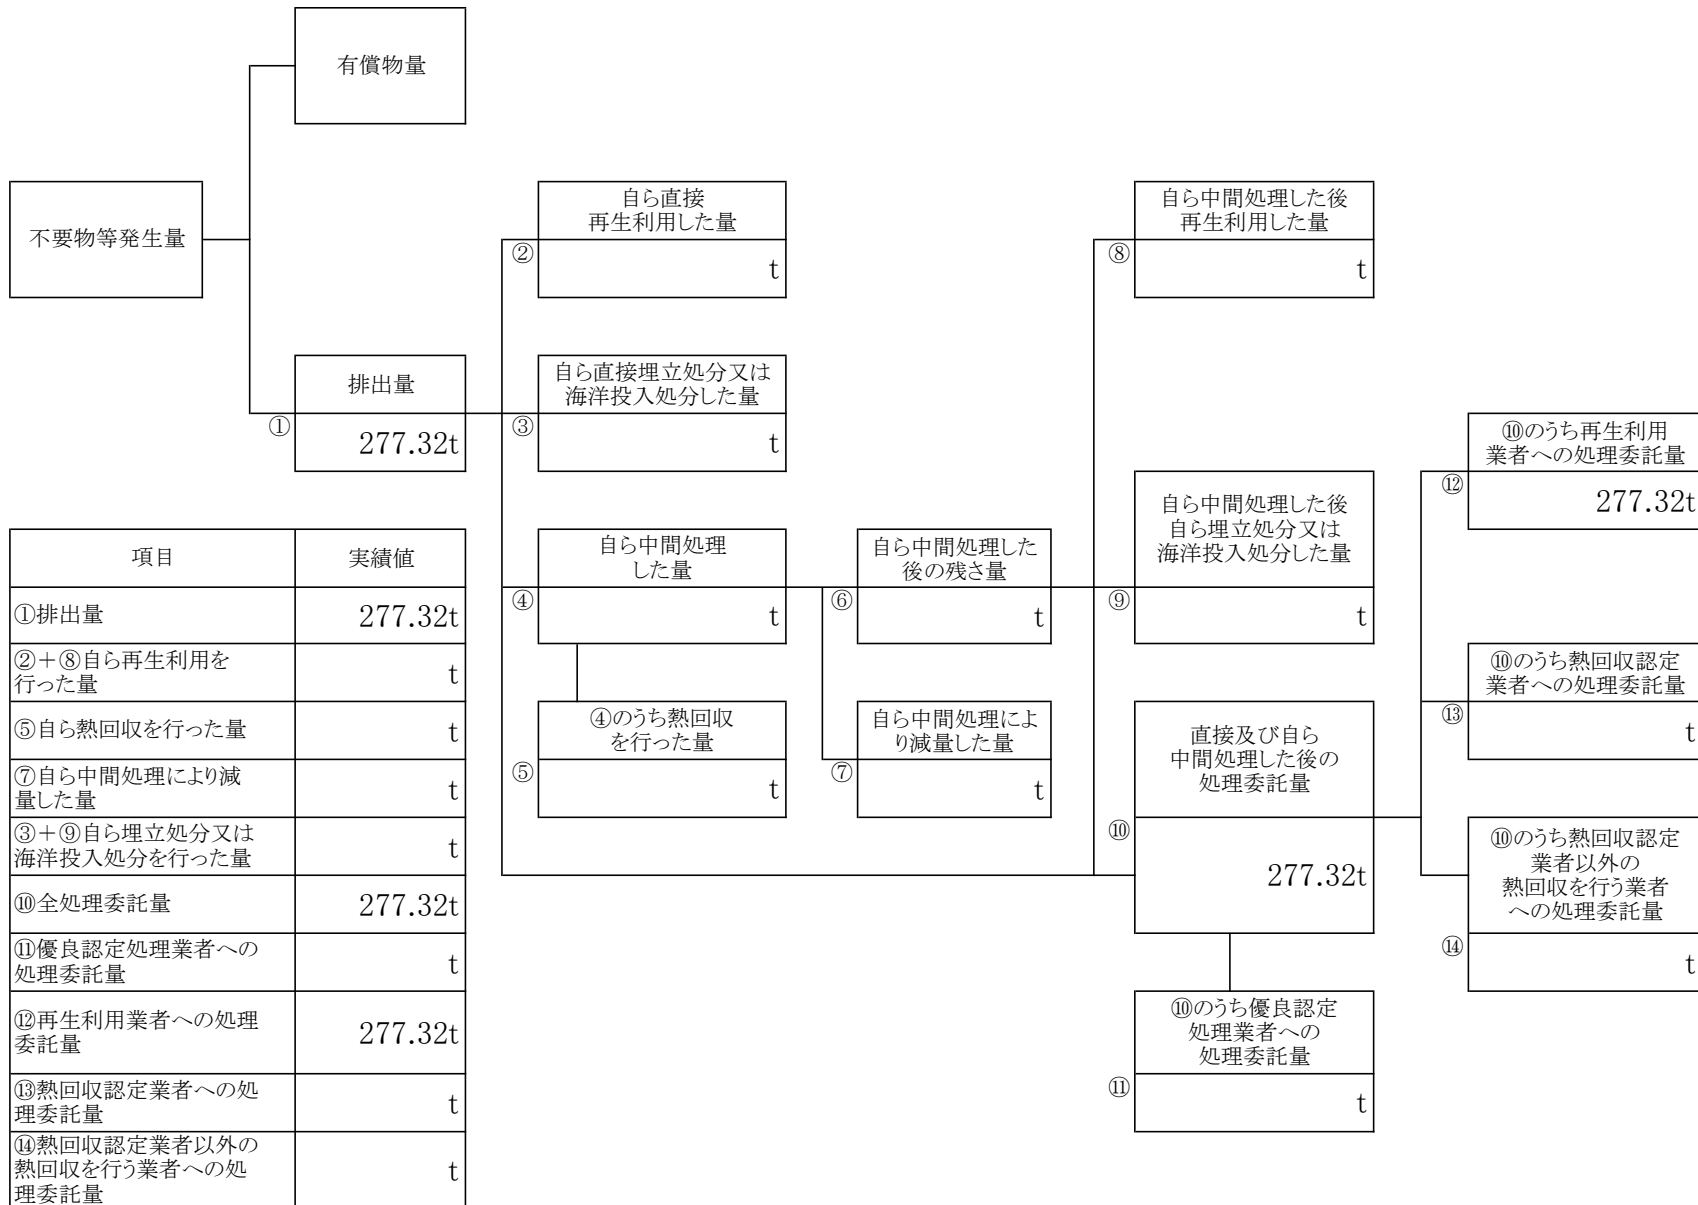 有償物量
不要物等発生量
自ら直接
再生利用した量
②
t
自ら中間処理した後
再生利用した量
⑧
t
排出量
①
277.32t
自ら直接埋立処分又は
海洋投入処分した量
③
t
⑩のうち再生利用
業者への処理委託量
⑫
277.32t
自ら中間処理
した量
④
t
自ら中間処理した
後の残さ量
⑥
t
自ら中間処理した後
自ら埋立処分又は
海洋投入処分した量
⑨
t
⑩のうち熱回収認定
業者への処理委託量
⑬
t
④のうち熱回収
を行った量
⑤
t
自ら中間処理によ
り減量した量
⑦
t
直接及び自ら
中間処理した後の
処理委託量
⑩
277.32t
⑩のうち熱回収認定
業者以外の
熱回収を行う業者
への処理委託量
⑭
t
⑩のうち優良認定
処理業者への
処理委託量
⑪
t
項目 実績値
①排出量 277.32t
②＋⑧自ら再生利用を
行った量 t
⑤自ら熱回収を行った量 t
⑦自ら中間処理により減
量した量 t
③＋⑨自ら埋立処分又は
海洋投入処分を行った量 t
⑩全処理委託量 277.32t
⑪優良認定処理業者への
処理委託量 t
⑫再生利用業者への処理
委託量 277.32t
⑬熱回収認定業者への処
理委託量 t
⑭熱回収認定業者以外の
熱回収を行う業者への処
理委託量 t